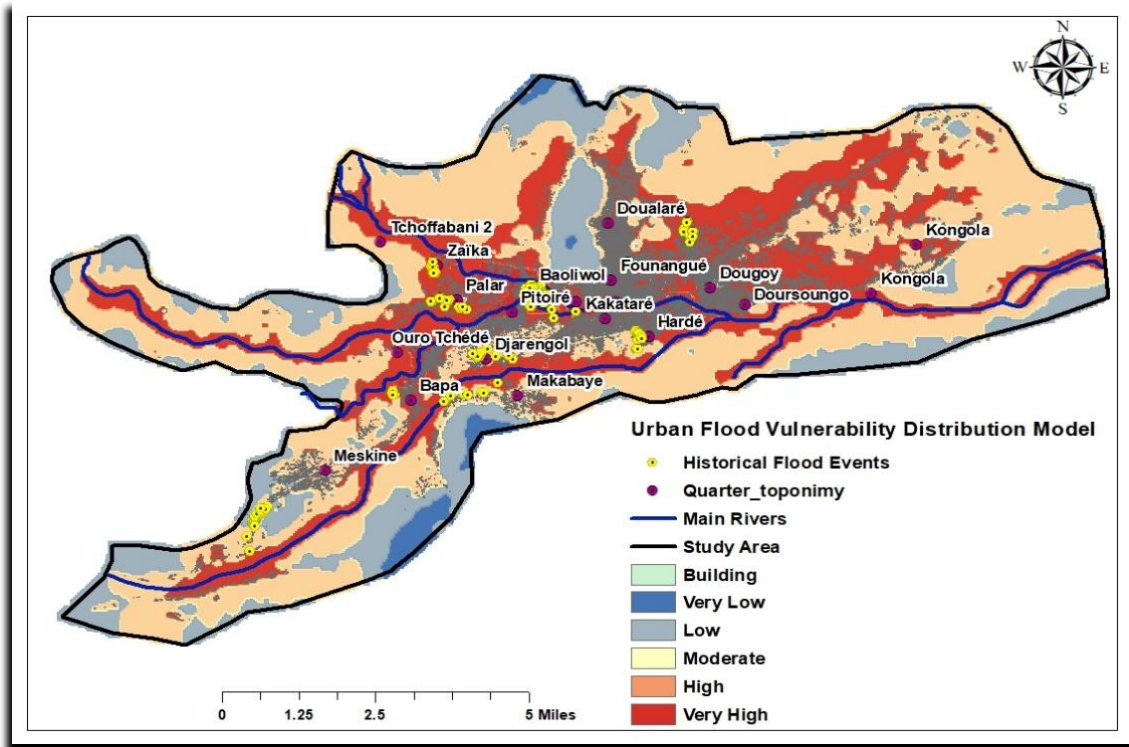 N
W E
S
Doualaré
Tchoffabani 2
Kongola
Zaïka
Founangué
Baoliwol
Dougoy
Kongola
Palar
Pitoiré
Kakataré
Doursoungo
Hardé
Ouro Tchédé
Djarengol
Bapa
Makabaye
Meskine
Urban Flood Vulnerability Distribution Model
Historical Flood Events
Quarter_toponimy
Main Rivers
Study Area
Building
Very Low
Low
Moderate
High
Very High
0 1.25 2.5 5 Miles